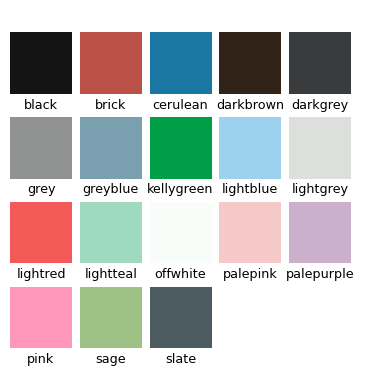 black brick cerulean darkbrown darkgrey
grey greyblue kellygreen lightblue lightgrey
lightred lightteal offwhite palepink palepurple
pink sage slate